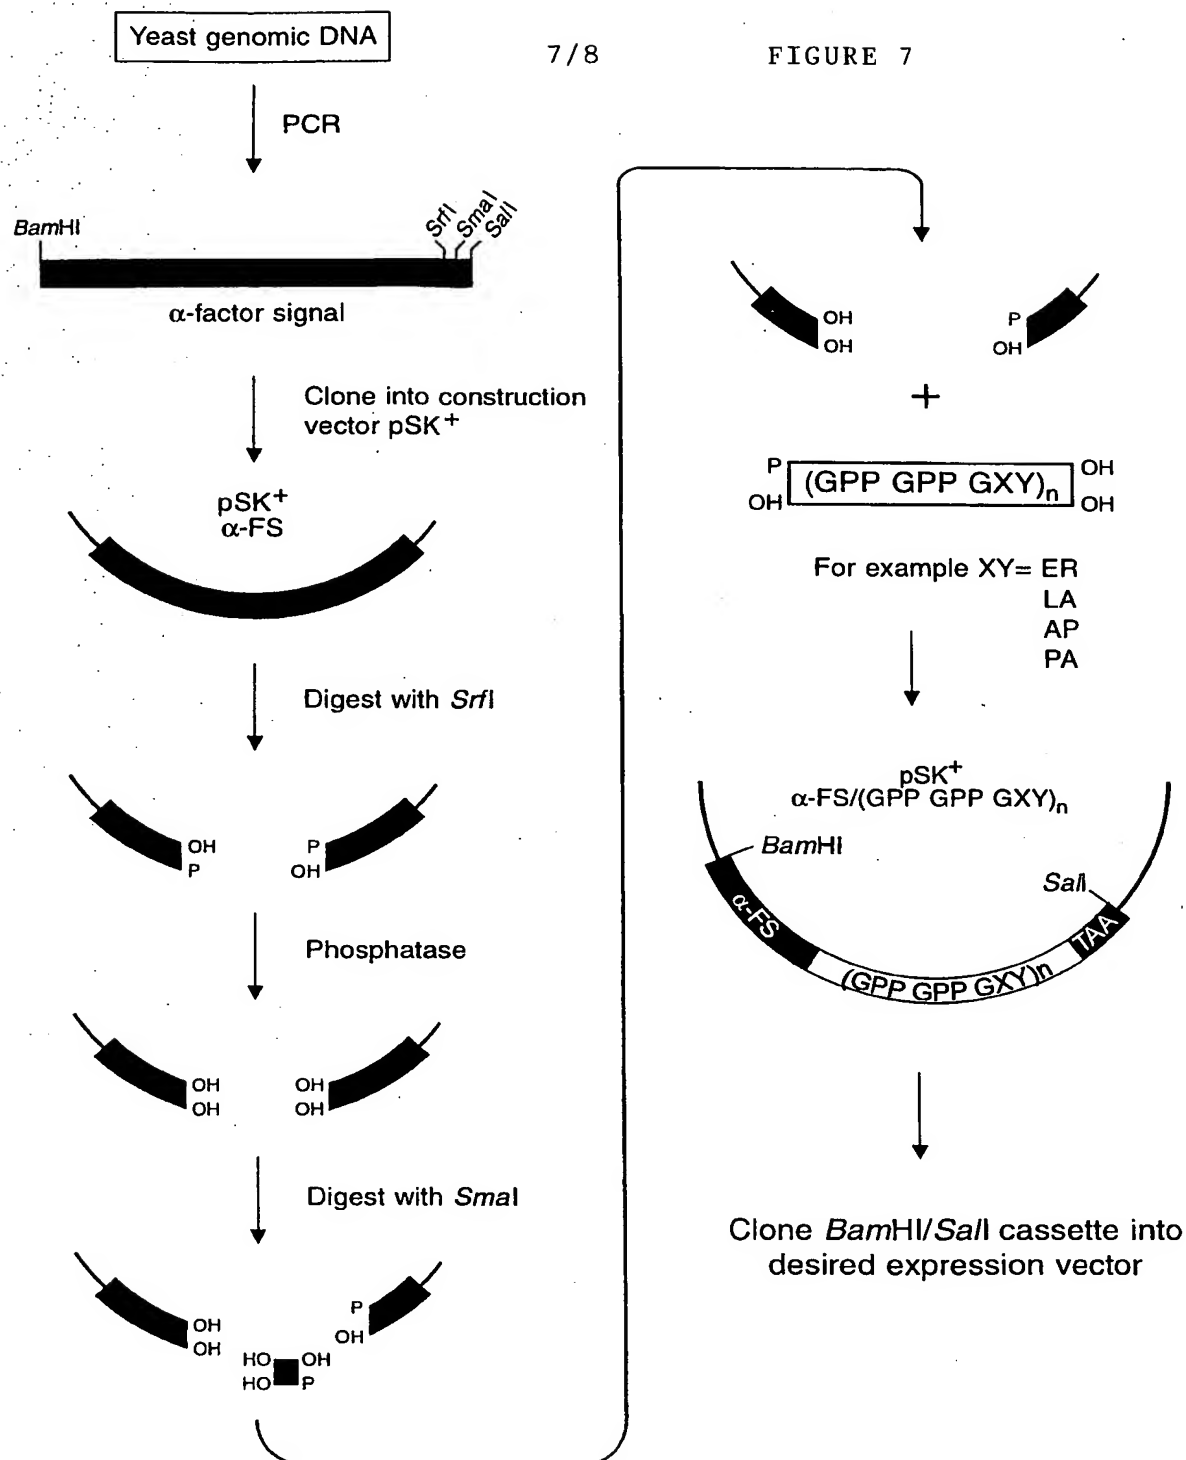 Yeast genomic DNA
7/8
FIGURE 7
PCR
BamHI
SrfI
SmaI
SalI
α-factor signal
Clone into construction
vector pSK+
pSK+
α-FS
Digest with SrfI
OH
P
P
OH
Phosphatase
OH
OH
OH
OH
Digest with SmaI
OH
OH
HO
HO
OH
P
P
OH
OH
OH
P
OH
+
P
OH
(GPP GPP GXY)n
OH
OH
For example XY= ER
LA
AP
PA
pSK+
α-FS/(GPP GPP GXY)n
BamHI
SalI
α-FS
(GPP GPP GXY)n
TAA
Clone BamHI/SalI cassette into
desired expression vector